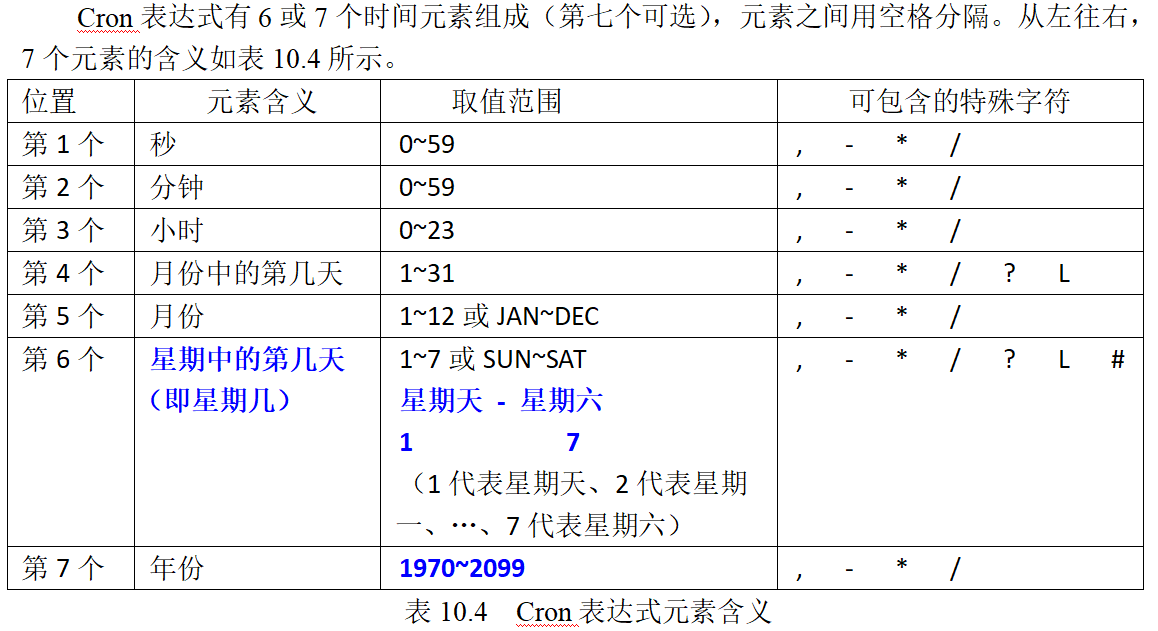 Cron 表达式有 6 或 7 个时间元素组成（第七个可选），元素之间用空格分隔。从左往右，
7 个元素的含义如表 10.4 所示。
位置 元素含义 取值范围 可包含的特殊字符
第 1 个 秒 0~59 , - * /
第 2 个 分钟 0~59 , - * /
第 3 个 小时 0~23 , - * /
第 4 个 月份中的第几天 1~31 , - * / ? L
第 5 个 月份 1~12 或 JAN~DEC , - * /
第 6 个 星期中的第几天 1~7 或 SUN~SAT , - * / ? L #
（即星期几） 星期天 - 星期六
1 7
（1 代表星期天、2 代表星期
一、…、7 代表星期六）
第 7 个 年份 1970~2099 , - * /
表 10.4 Cron 表达式元素含义